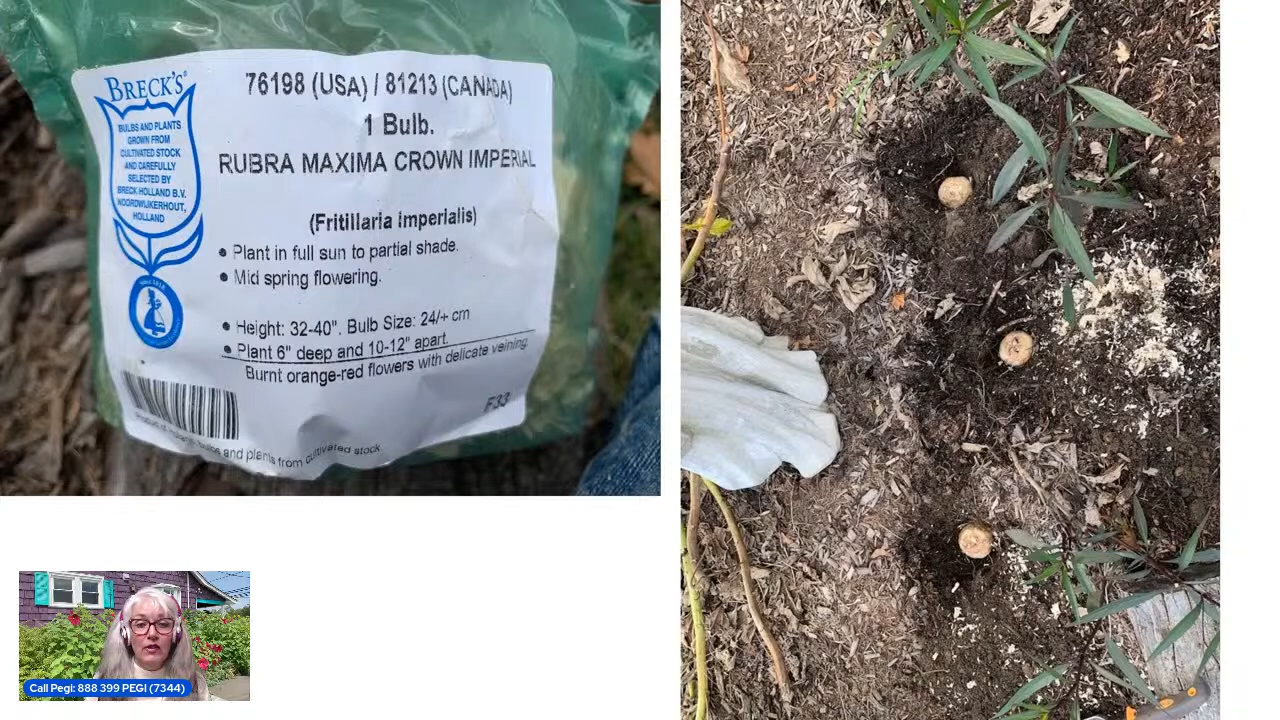 BRECK'S
BULBS AND PLANTS
GROWN FROM
CULTIVATED STOCK
AND CAREFULLY
SELECTED BY
BRECK HOLLAND B.V.
NOORDWIJKERHOUT,
HOLLAND
76198 (USA) / 81213 (CANADA)
1 Bulb.
RUBRA MAXIMA CROWN IMPERIAL
(Fritillaria imperialis)
• Plant in full sun to partial shade.
• Mid spring flowering.
• Height: 32-40". Bulb Size: 24/+ cm
• Plant 6" deep and 10-12" apart.
Burnt orange-red flowers with delicate veining.
F33
and plants from cultivated stock.
Call Pegi: 888 399 PEGI (7344)